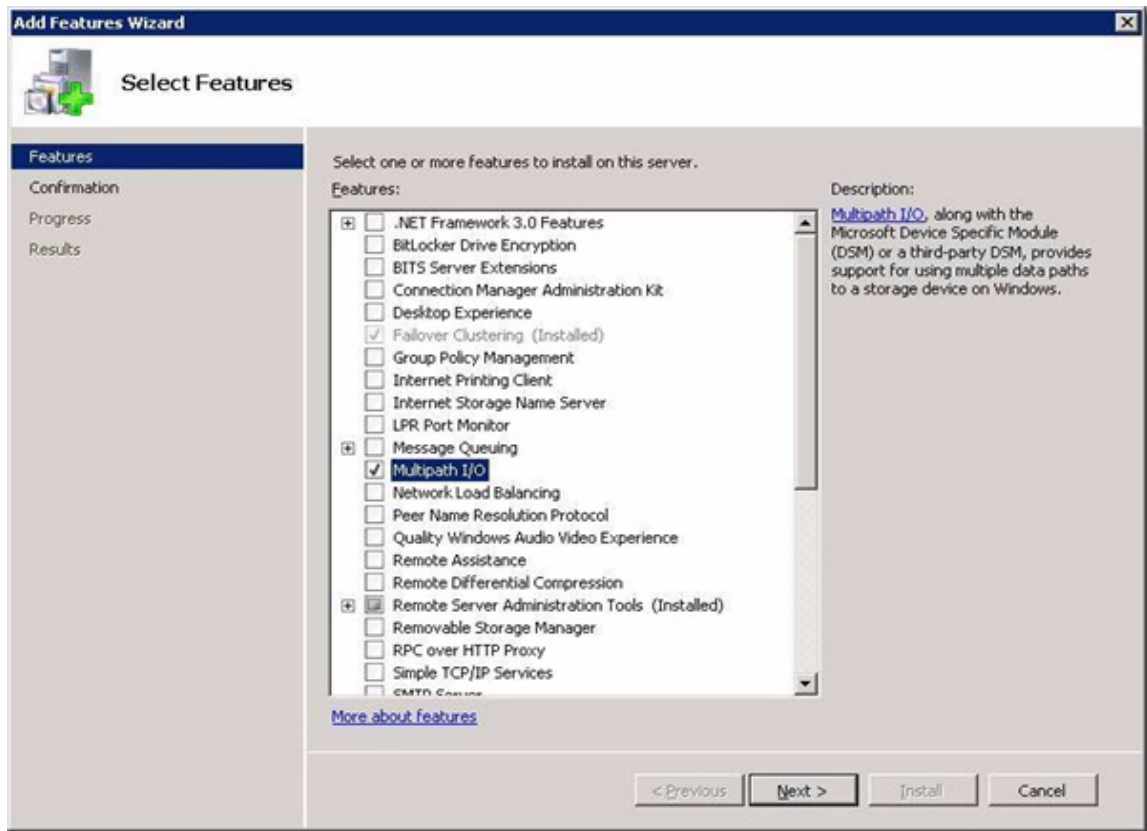 Add Features Wizard
Select Features
Features
Confirmation
Progress
Results
Select one or more features to install on this server.
Features:
.NET Framework 3.0 Features
BitLocker Drive Encryption
BITS Server Extensions
Connection Manager Administration Kit
Desktop Experience
Failover Clustering (Installed)
Group Policy Management
Internet Printing Client
Internet Storage Name Server
LPR Port Monitor
Message Queuing
Multipath I/O
Network Load Balancing
Peer Name Resolution Protocol
Quality Windows Audio Video Experience
Remote Assistance
Remote Differential Compression
Remote Server Administration Tools (Installed)
Removable Storage Manager
RPC over HTTP Proxy
Simple TCP/IP Services
SMTP Server
More about features
Description:
Multipath I/O, along with the
Microsoft Device Specific Module
(DSM) or a third-party DSM, provides
support for using multiple data paths
to a storage device on Windows.
< Previous
Next >
Install
Cancel